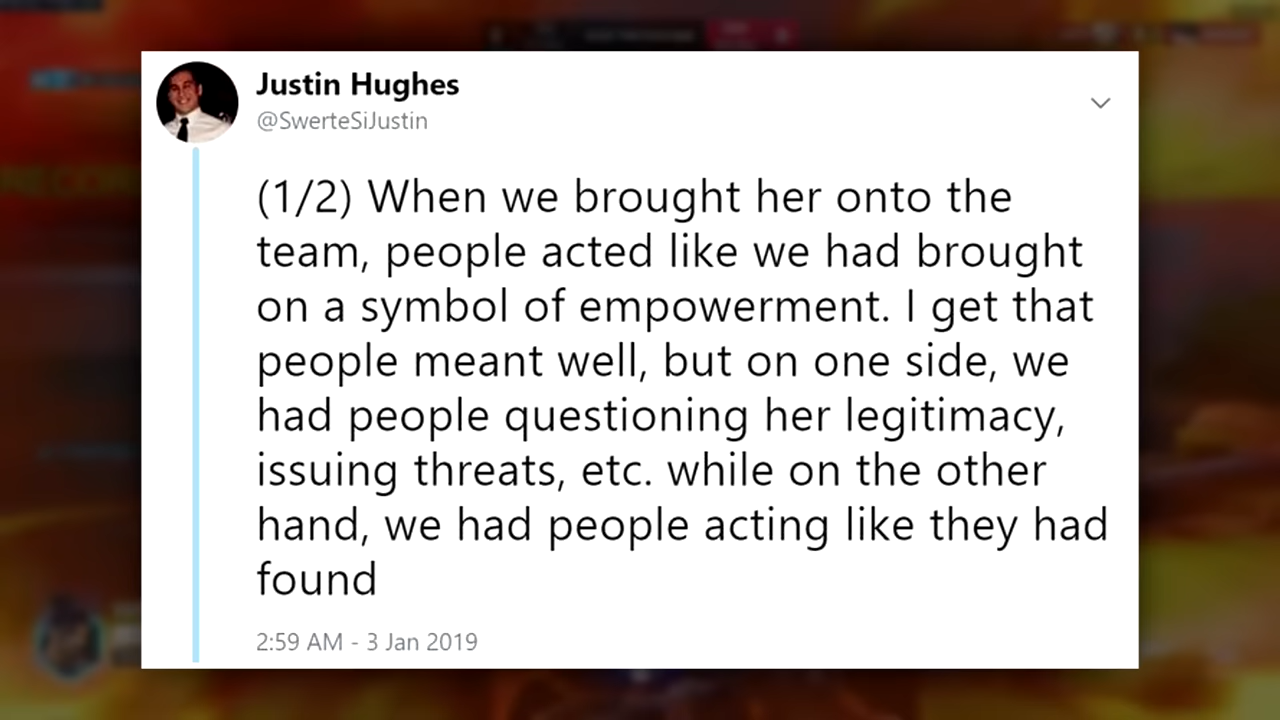 Justin Hughes
@SwerteSiJustin
(1/2) When we brought her onto the
team, people acted like we had brought
on a symbol of empowerment. I get that
people meant well, but on one side, we
had people questioning her legitimacy,
issuing threats, etc. while on the other
hand, we had people acting like they had
found
2:59 AM - 3 Jan 2019